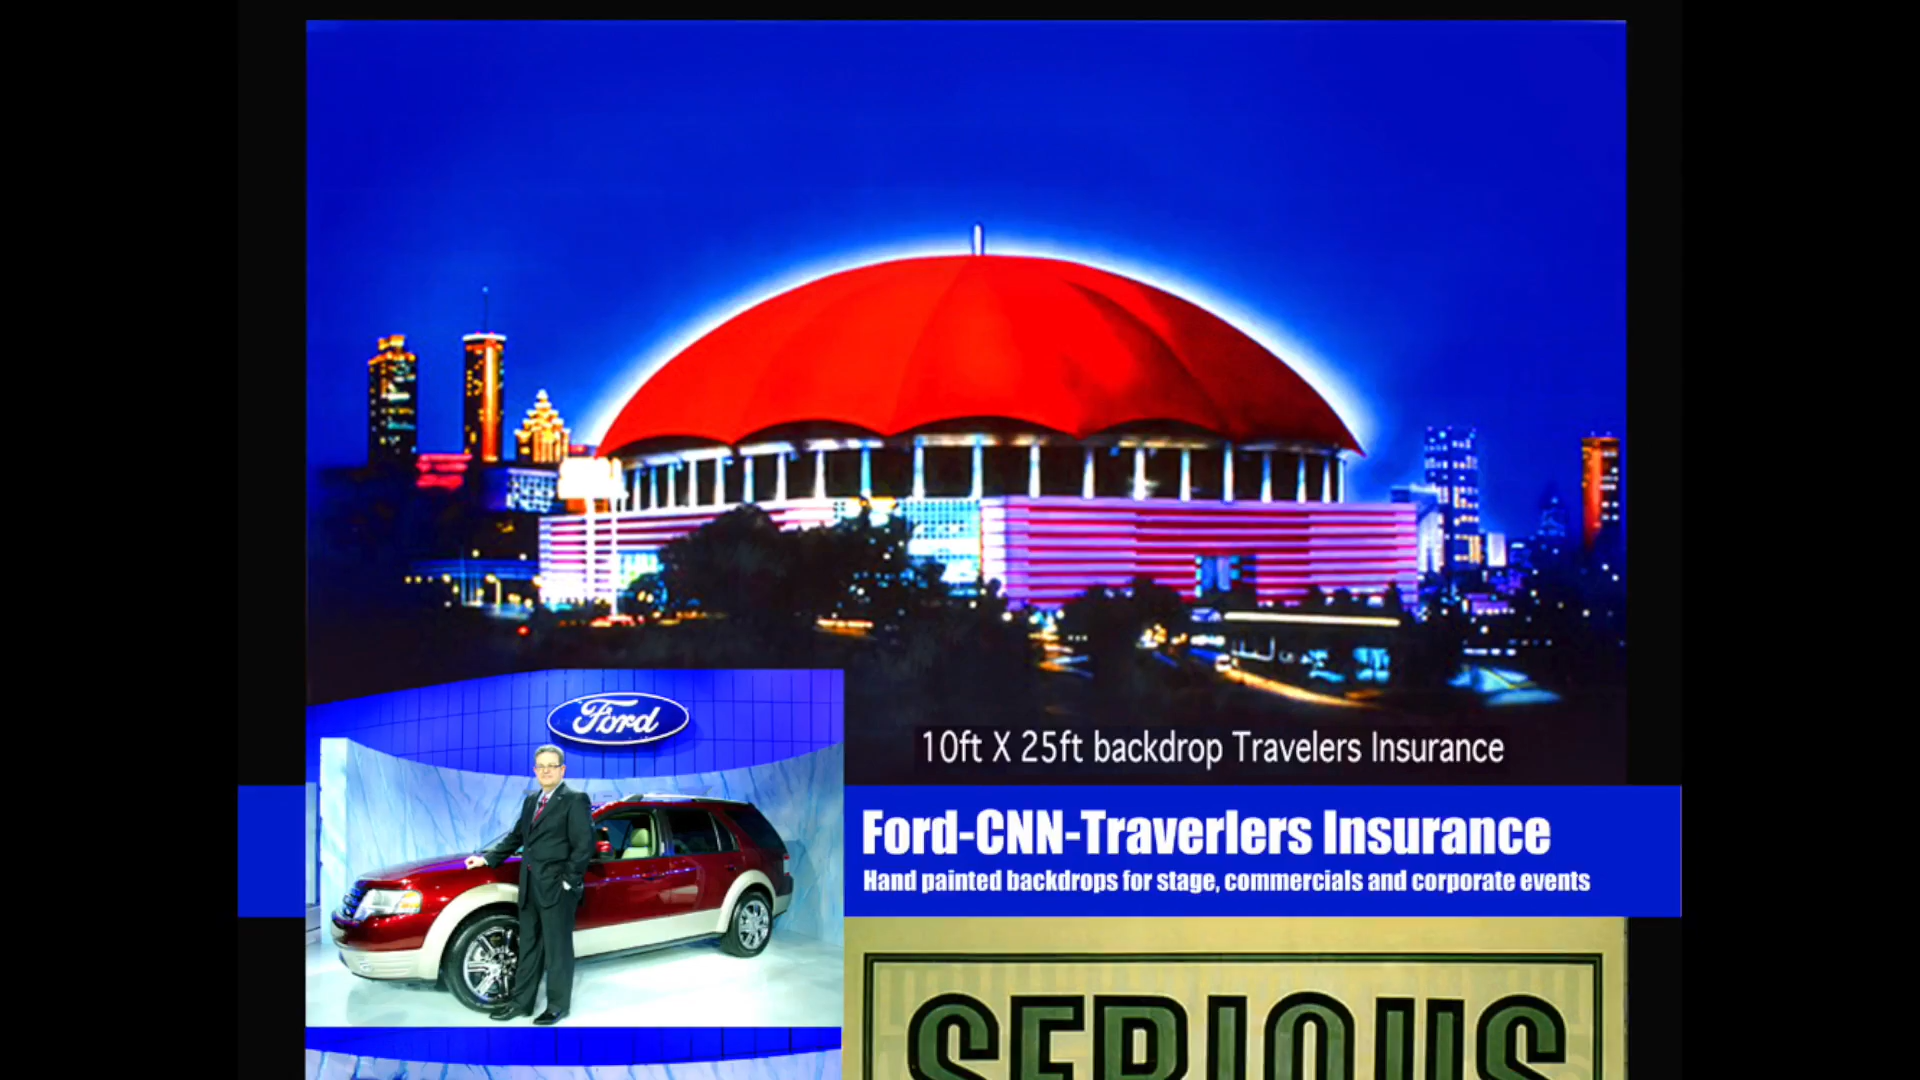 Ford
10ft X 25ft backdrop Travelers Insurance
Ford-CNN-Traverlers Insurance
Hand painted backdrops for stage, commercials and corporate events
SERIOUS